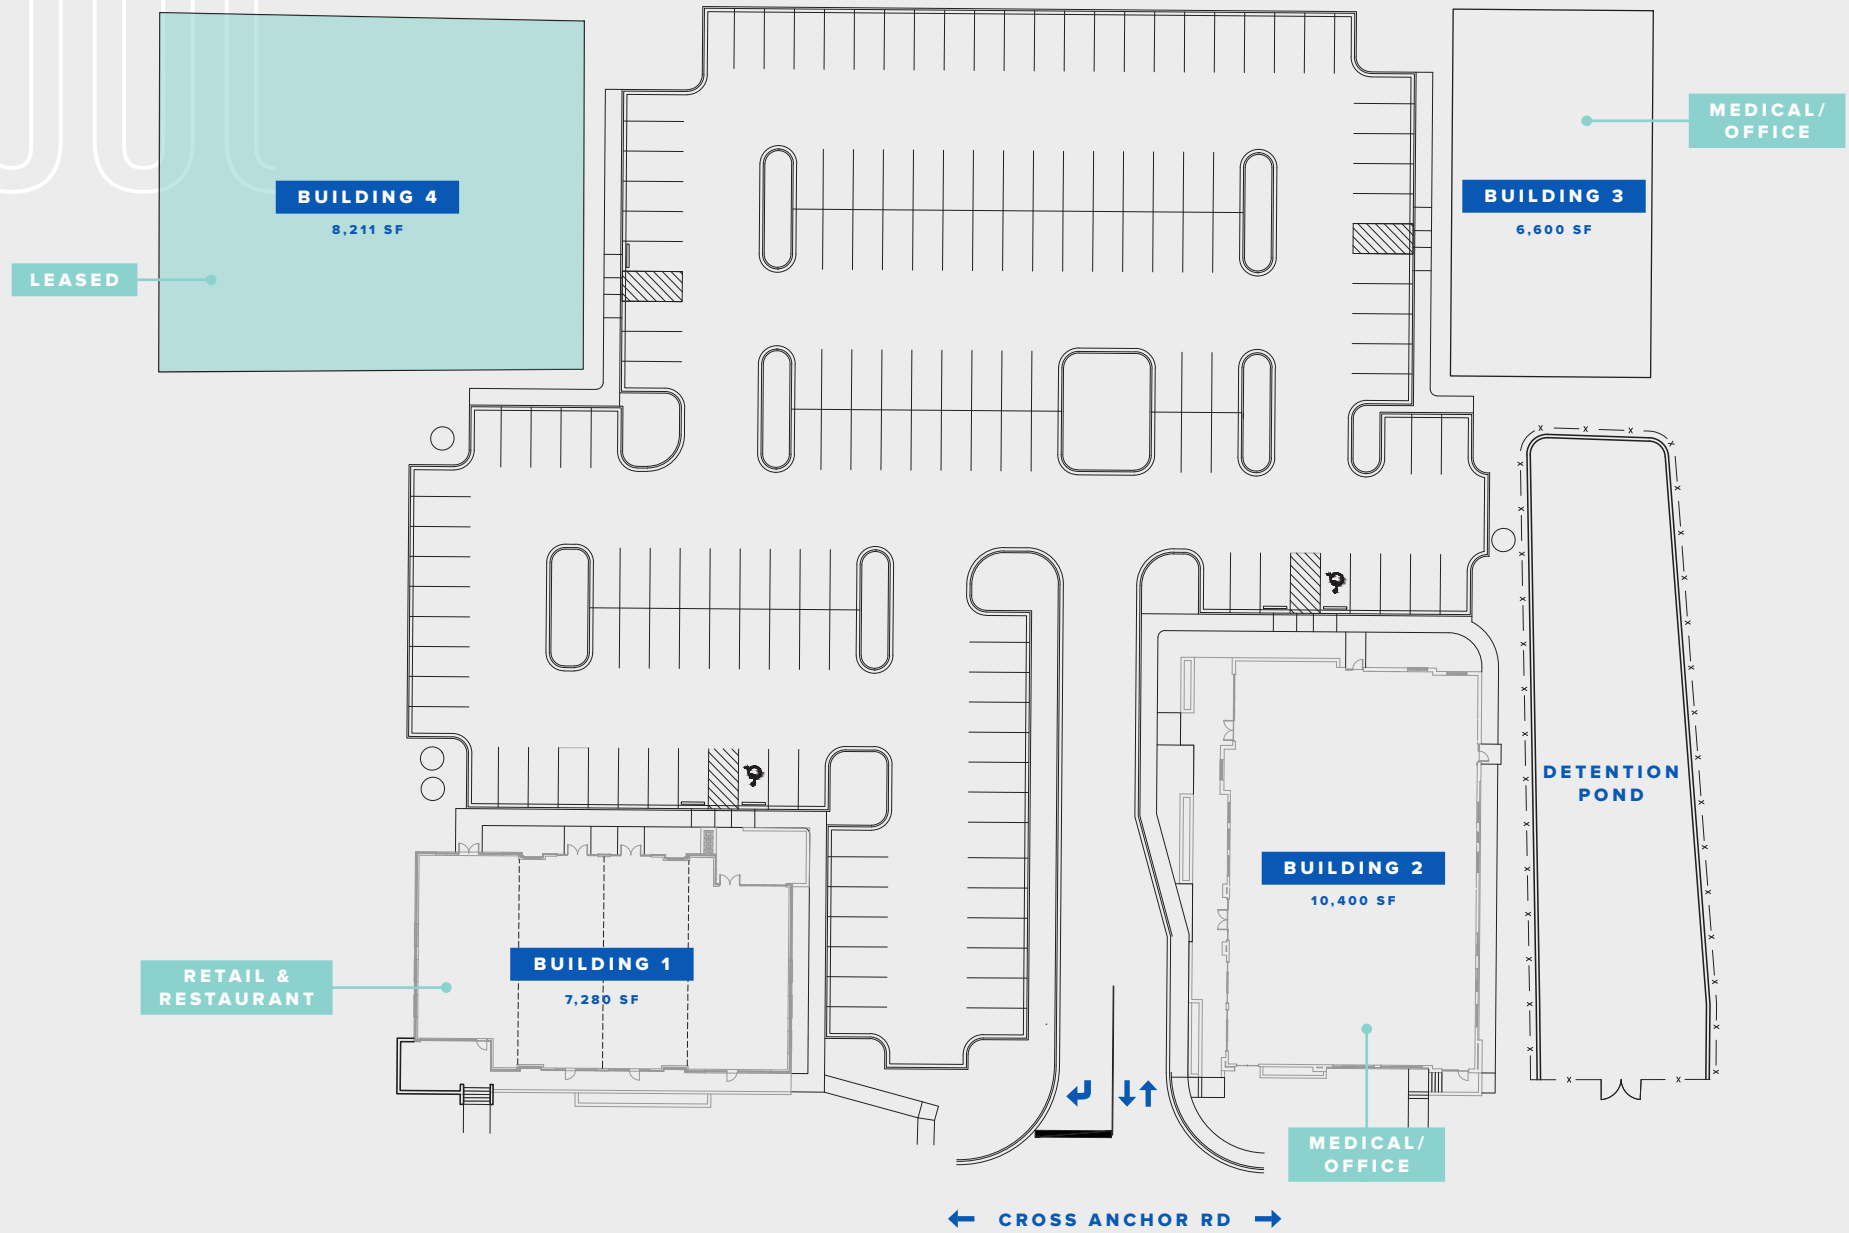 BUILDING 4
8,211 SF
LEASED
MEDICAL/
OFFICE
BUILDING 3
6,600 SF
DETENTION
POND
BUILDING 2
10,400 SF
BUILDING 1
7,280 SF
RETAIL &
RESTAURANT
MEDICAL/
OFFICE
CROSS ANCHOR RD